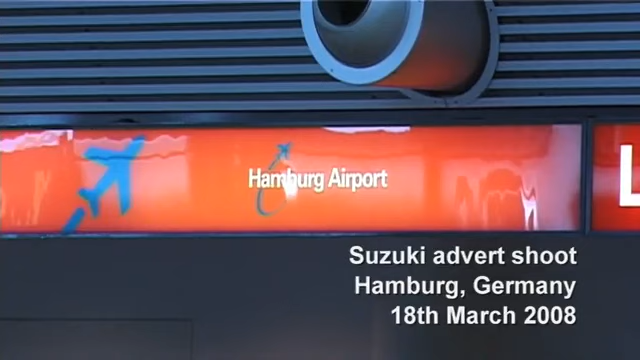 Hamburg Airport
L
Suzuki advert shoot
Hamburg, Germany
18th March 2008